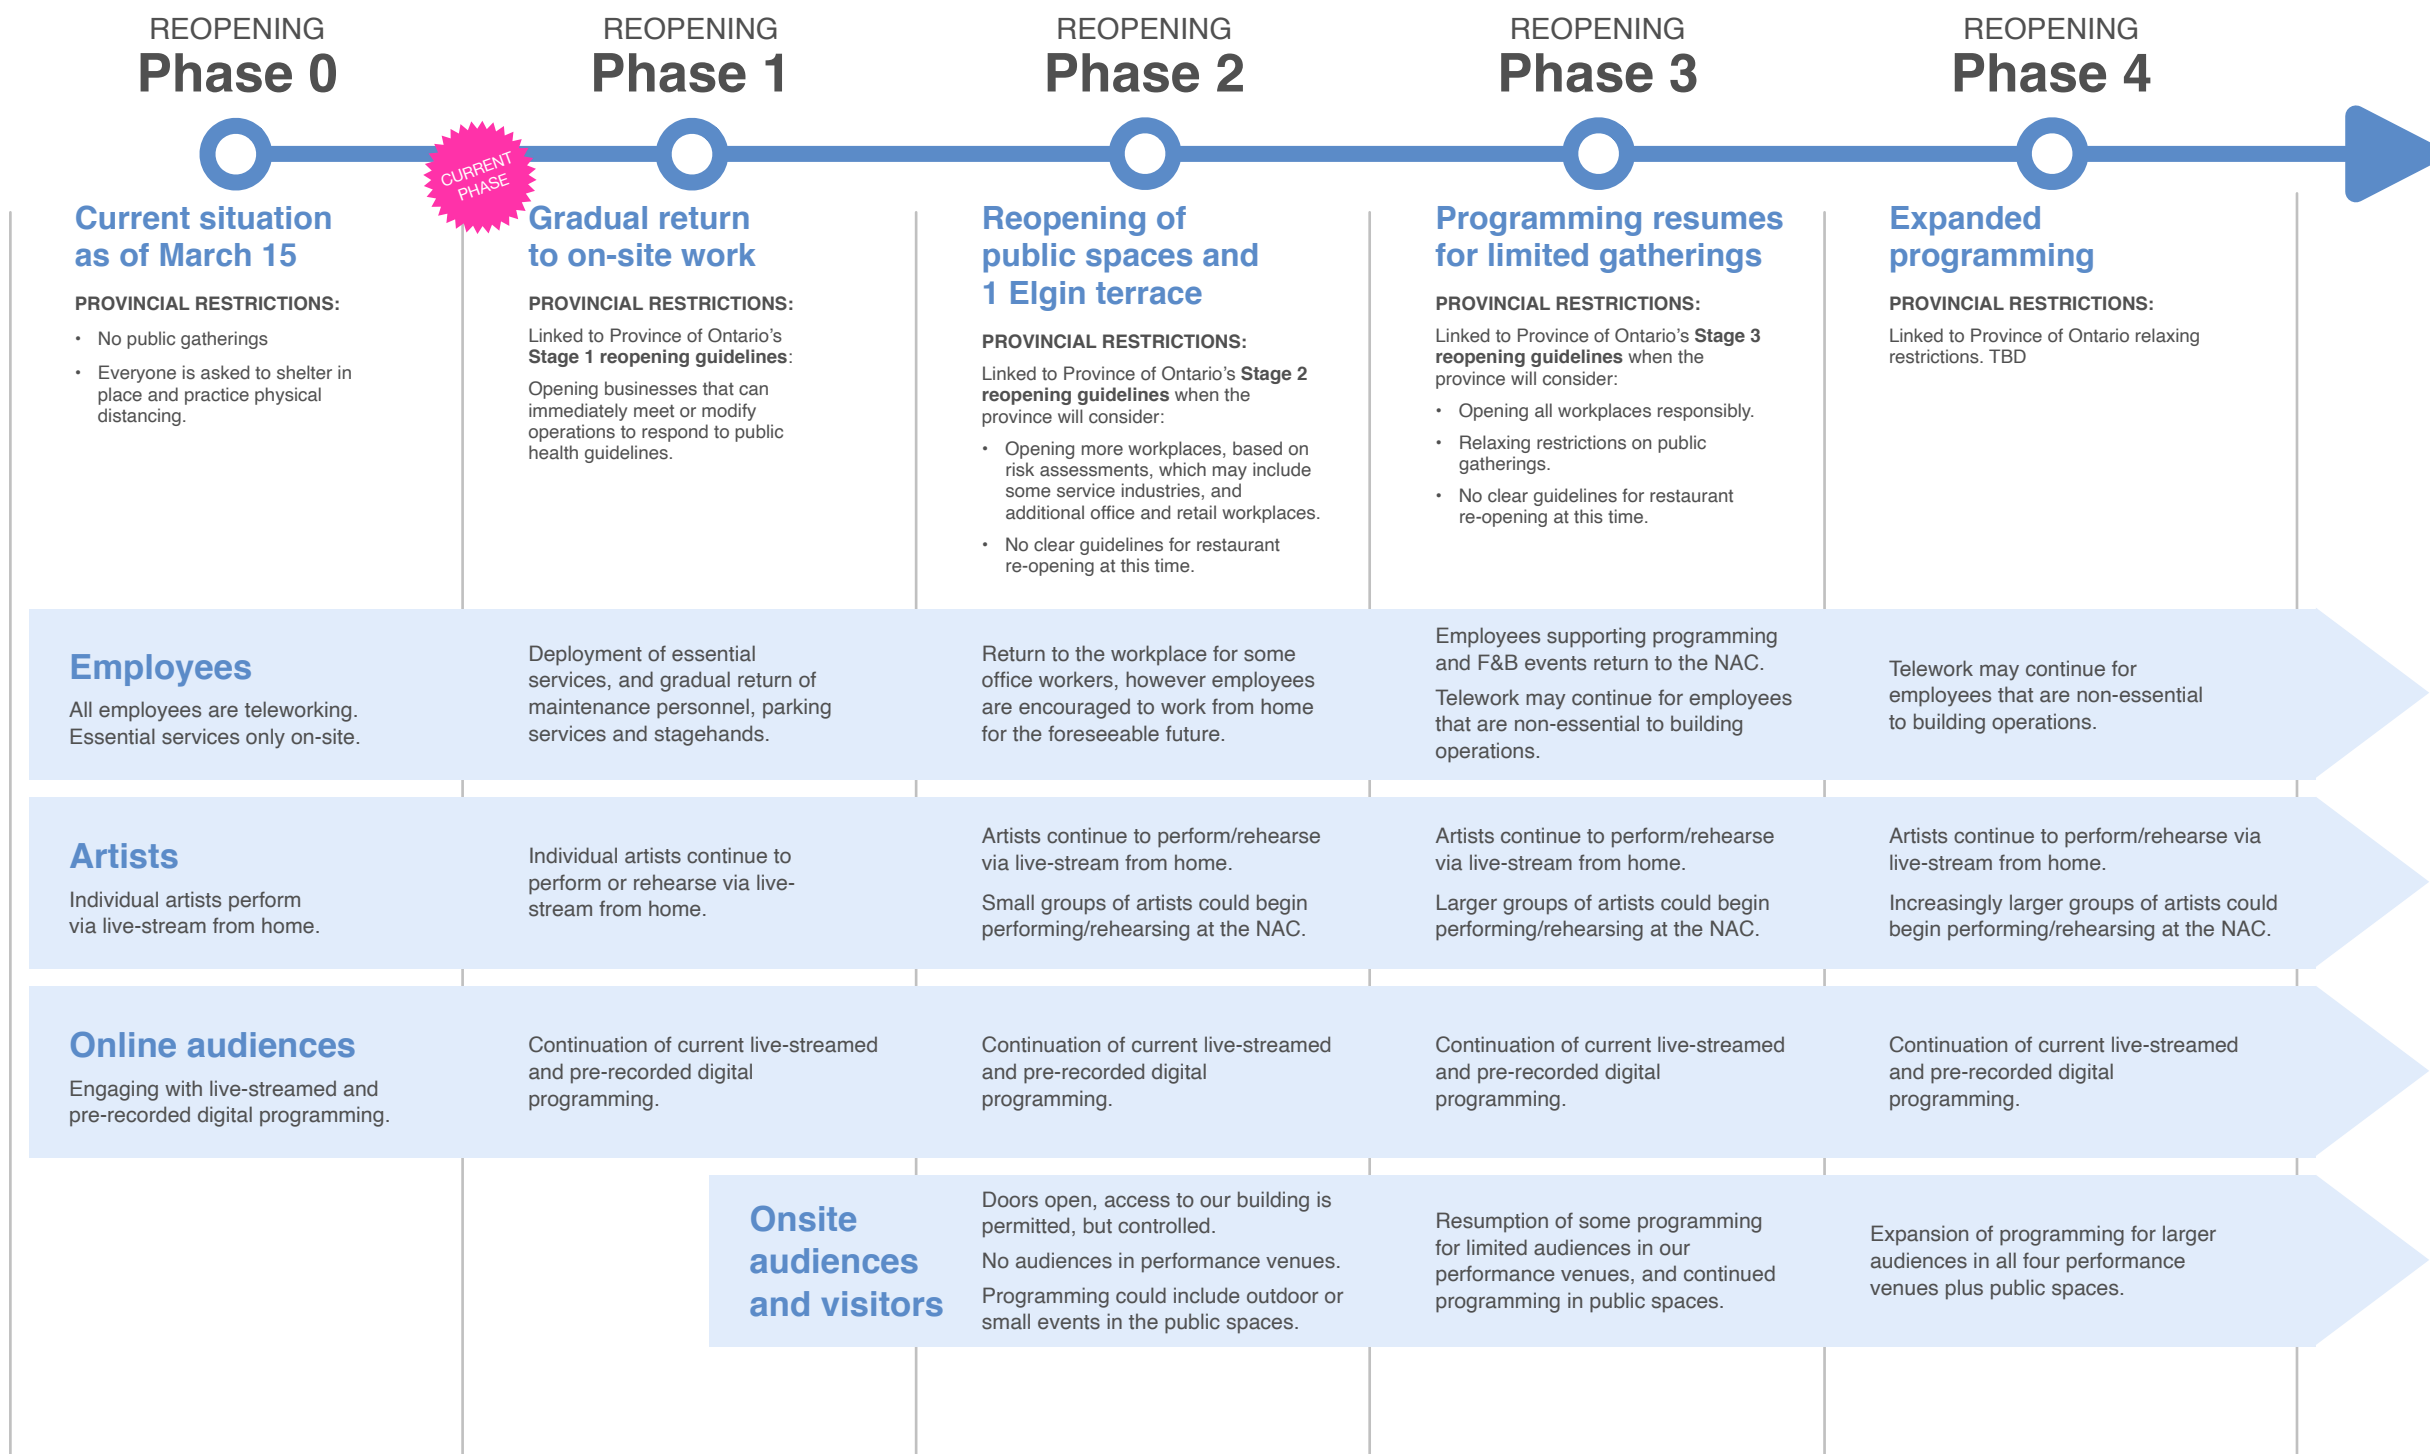 REOPENING
Phase 0
REOPENING
Phase 1
REOPENING
Phase 2
REOPENING
Phase 3
REOPENING
Phase 4
CURRENT
PHASE
Current situation
as of March 15
PROVINCIAL RESTRICTIONS:
• No public gatherings
• Everyone is asked to shelter in
place and practice physical
distancing.
Gradual return
to on-site work
PROVINCIAL RESTRICTIONS:
Linked to Province of Ontario’s
Stage 1 reopening guidelines:
Opening businesses that can
immediately meet or modify
operations to respond to public
health guidelines.
Reopening of
public spaces and
1 Elgin terrace
PROVINCIAL RESTRICTIONS:
Linked to Province of Ontario’s Stage 2
reopening guidelines when the
province will consider:
• Opening more workplaces, based on
risk assessments, which may include
some service industries, and
additional office and retail workplaces.
• No clear guidelines for restaurant
re-opening at this time.
Programming resumes
for limited gatherings
PROVINCIAL RESTRICTIONS:
Linked to Province of Ontario’s Stage 3
reopening guidelines when the
province will consider:
• Opening all workplaces responsibly.
• Relaxing restrictions on public
gatherings.
• No clear guidelines for restaurant
re-opening at this time.
Expanded
programming
PROVINCIAL RESTRICTIONS:
Linked to Province of Ontario relaxing
restrictions. TBD
Employees
All employees are teleworking.
Essential services only on-site.
Deployment of essential
services, and gradual return of
maintenance personnel, parking
services and stagehands.
Return to the workplace for some
office workers, however employees
are encouraged to work from home
for the foreseeable future.
Employees supporting programming
and F&B events return to the NAC.
Telework may continue for employees
that are non-essential to building
operations.
Telework may continue for
employees that are non-essential
to building operations.
Artists
Individual artists perform
via live-stream from home.
Individual artists continue to
perform or rehearse via live-
stream from home.
Artists continue to perform/rehearse
via live-stream from home.
Small groups of artists could begin
performing/rehearsing at the NAC.
Artists continue to perform/rehearse
via live-stream from home.
Larger groups of artists could begin
performing/rehearsing at the NAC.
Artists continue to perform/rehearse via
live-stream from home.
Increasingly larger groups of artists could
begin performing/rehearsing at the NAC.
Online audiences
Engaging with live-streamed and
pre-recorded digital programming.
Continuation of current live-streamed
and pre-recorded digital
programming.
Continuation of current live-streamed
and pre-recorded digital
programming.
Continuation of current live-streamed
and pre-recorded digital
programming.
Continuation of current live-streamed
and pre-recorded digital
programming.
Onsite
audiences
and visitors
Doors open, access to our building is
permitted, but controlled.
No audiences in performance venues.
Programming could include outdoor or
small events in the public spaces.
Resumption of some programming
for limited audiences in our
performance venues, and continued
programming in public spaces.
Expansion of programming for larger
audiences in all four performance
venues plus public spaces.